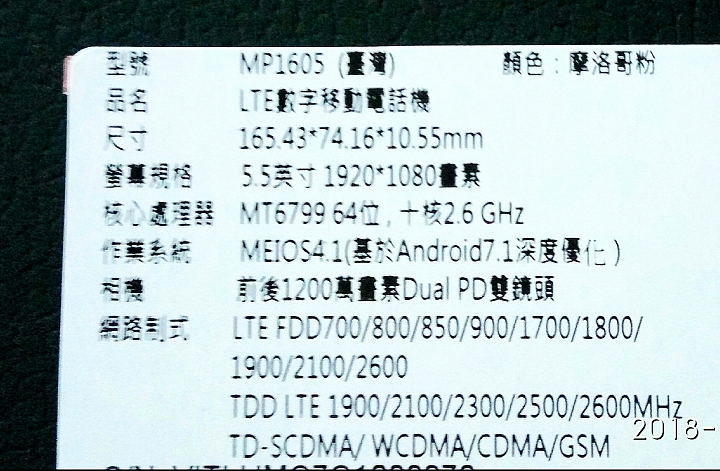 型號 MP1605 (臺灣) 顏色：摩洛哥粉
品名 LTE數字移動電話機
尺寸 165.43*74.16*10.55mm
螢幕規格 5.5英寸 1920*1080畫素
核心處理器 MT6799 64位，十核2.6 GHz
作業系統 MEIOS4.1(基於Android7.1深度優化)
相機 前後1200萬畫素Dual PD雙鏡頭
網路制式 LTE FDD700/800/850/900/1700/1800/
1900/2100/2600
TDD LTE 1900/2100/2300/2500/2600MHz
2018-
TD-SCDMA/ WCDMA/CDMA/GSM